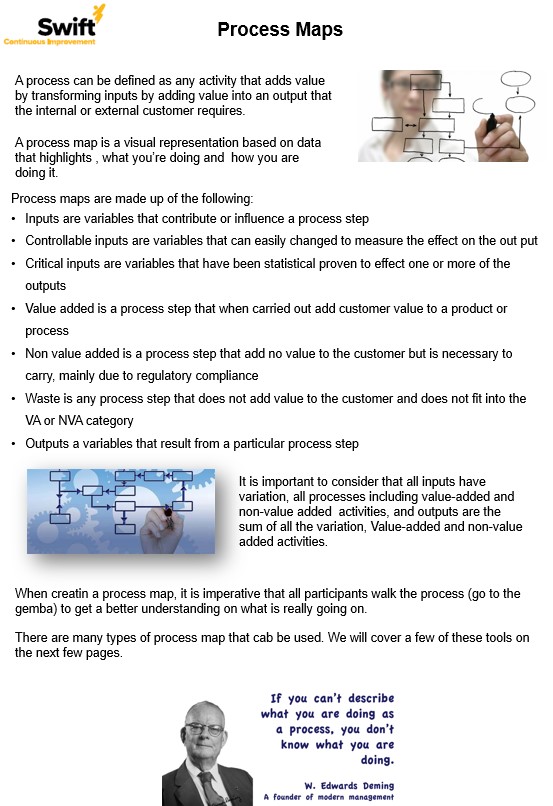 Swift
Continuous Improvement
Process Maps
A process can be defined as any activity that adds value
by transforming inputs by adding value into an output that
the internal or external customer requires.
A process map is a visual representation based on data
that highlights , what you're doing and how you are
doing it.
Process maps are made up of the following:
• Inputs are variables that contribute or influence a process step
• Controllable inputs are variables that can easily changed to measure the effect on the out put
• Critical inputs are variables that have been statistical proven to effect one or more of the
outputs
• Value added is a process step that when carried out add customer value to a product or
process
• Non value added is a process step that add no value to the customer but is necessary to
carry, mainly due to regulatory compliance
• Waste is any process step that does not add value to the customer and does not fit into the
VA or NVA category
• Outputs a variables that result from a particular process step
It is important to consider that all inputs have
variation, all processes including value-added and
non-value added activities, and outputs are the
sum of all the variation, Value-added and non-value
added activities.
When creatin a process map, it is imperative that all participants walk the process (go to the
gemba) to get a better understanding on what is really going on.
There are many types of process map that cab be used. We will cover a few of these tools on
the next few pages.
If you can't describe
what you are doing as
a process, you don't
know what you are
doing.
W. Edwards Deming
A founder of modern management